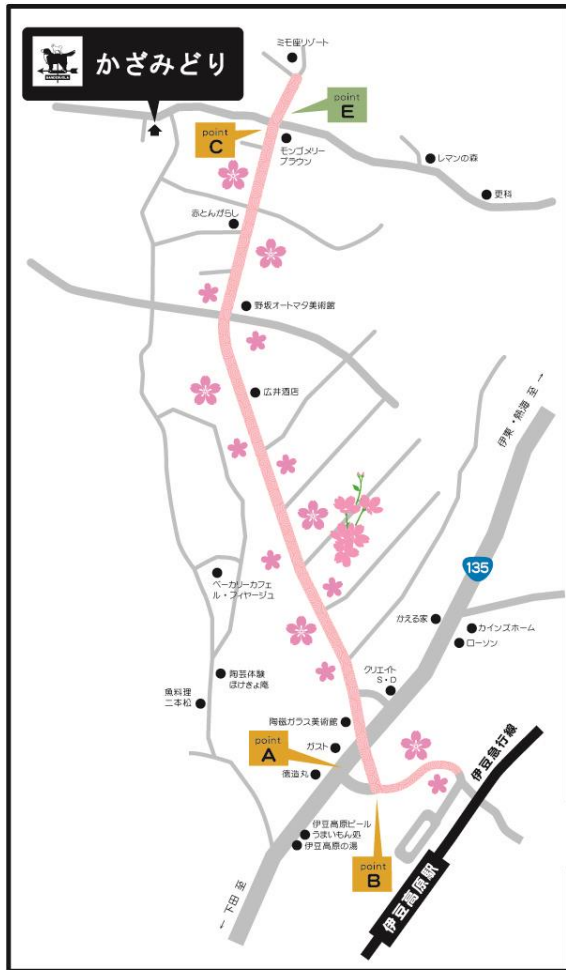 かざみどり
ミモ座リゾート
point
E
point
C
モンゴメリー
ブラウン
レマンの森
更科
赤とんがらし
野坂オートマタ美術館
広井酒店
伊東・熱海 至 →
135
ベーカリーカフェ
ル・フィヤージュ
かえる家
カインズホーム
ローソン
クリエイト
S・D
陶芸体験
ほけきょ庵
魚料理
二本松
陶磁ガラス美術館
ガスト
point
A
伊豆急行線
伊豆高原ビール
うまいもん処
伊豆高原の湯
point
B
← 下田 至
伊豆高原駅